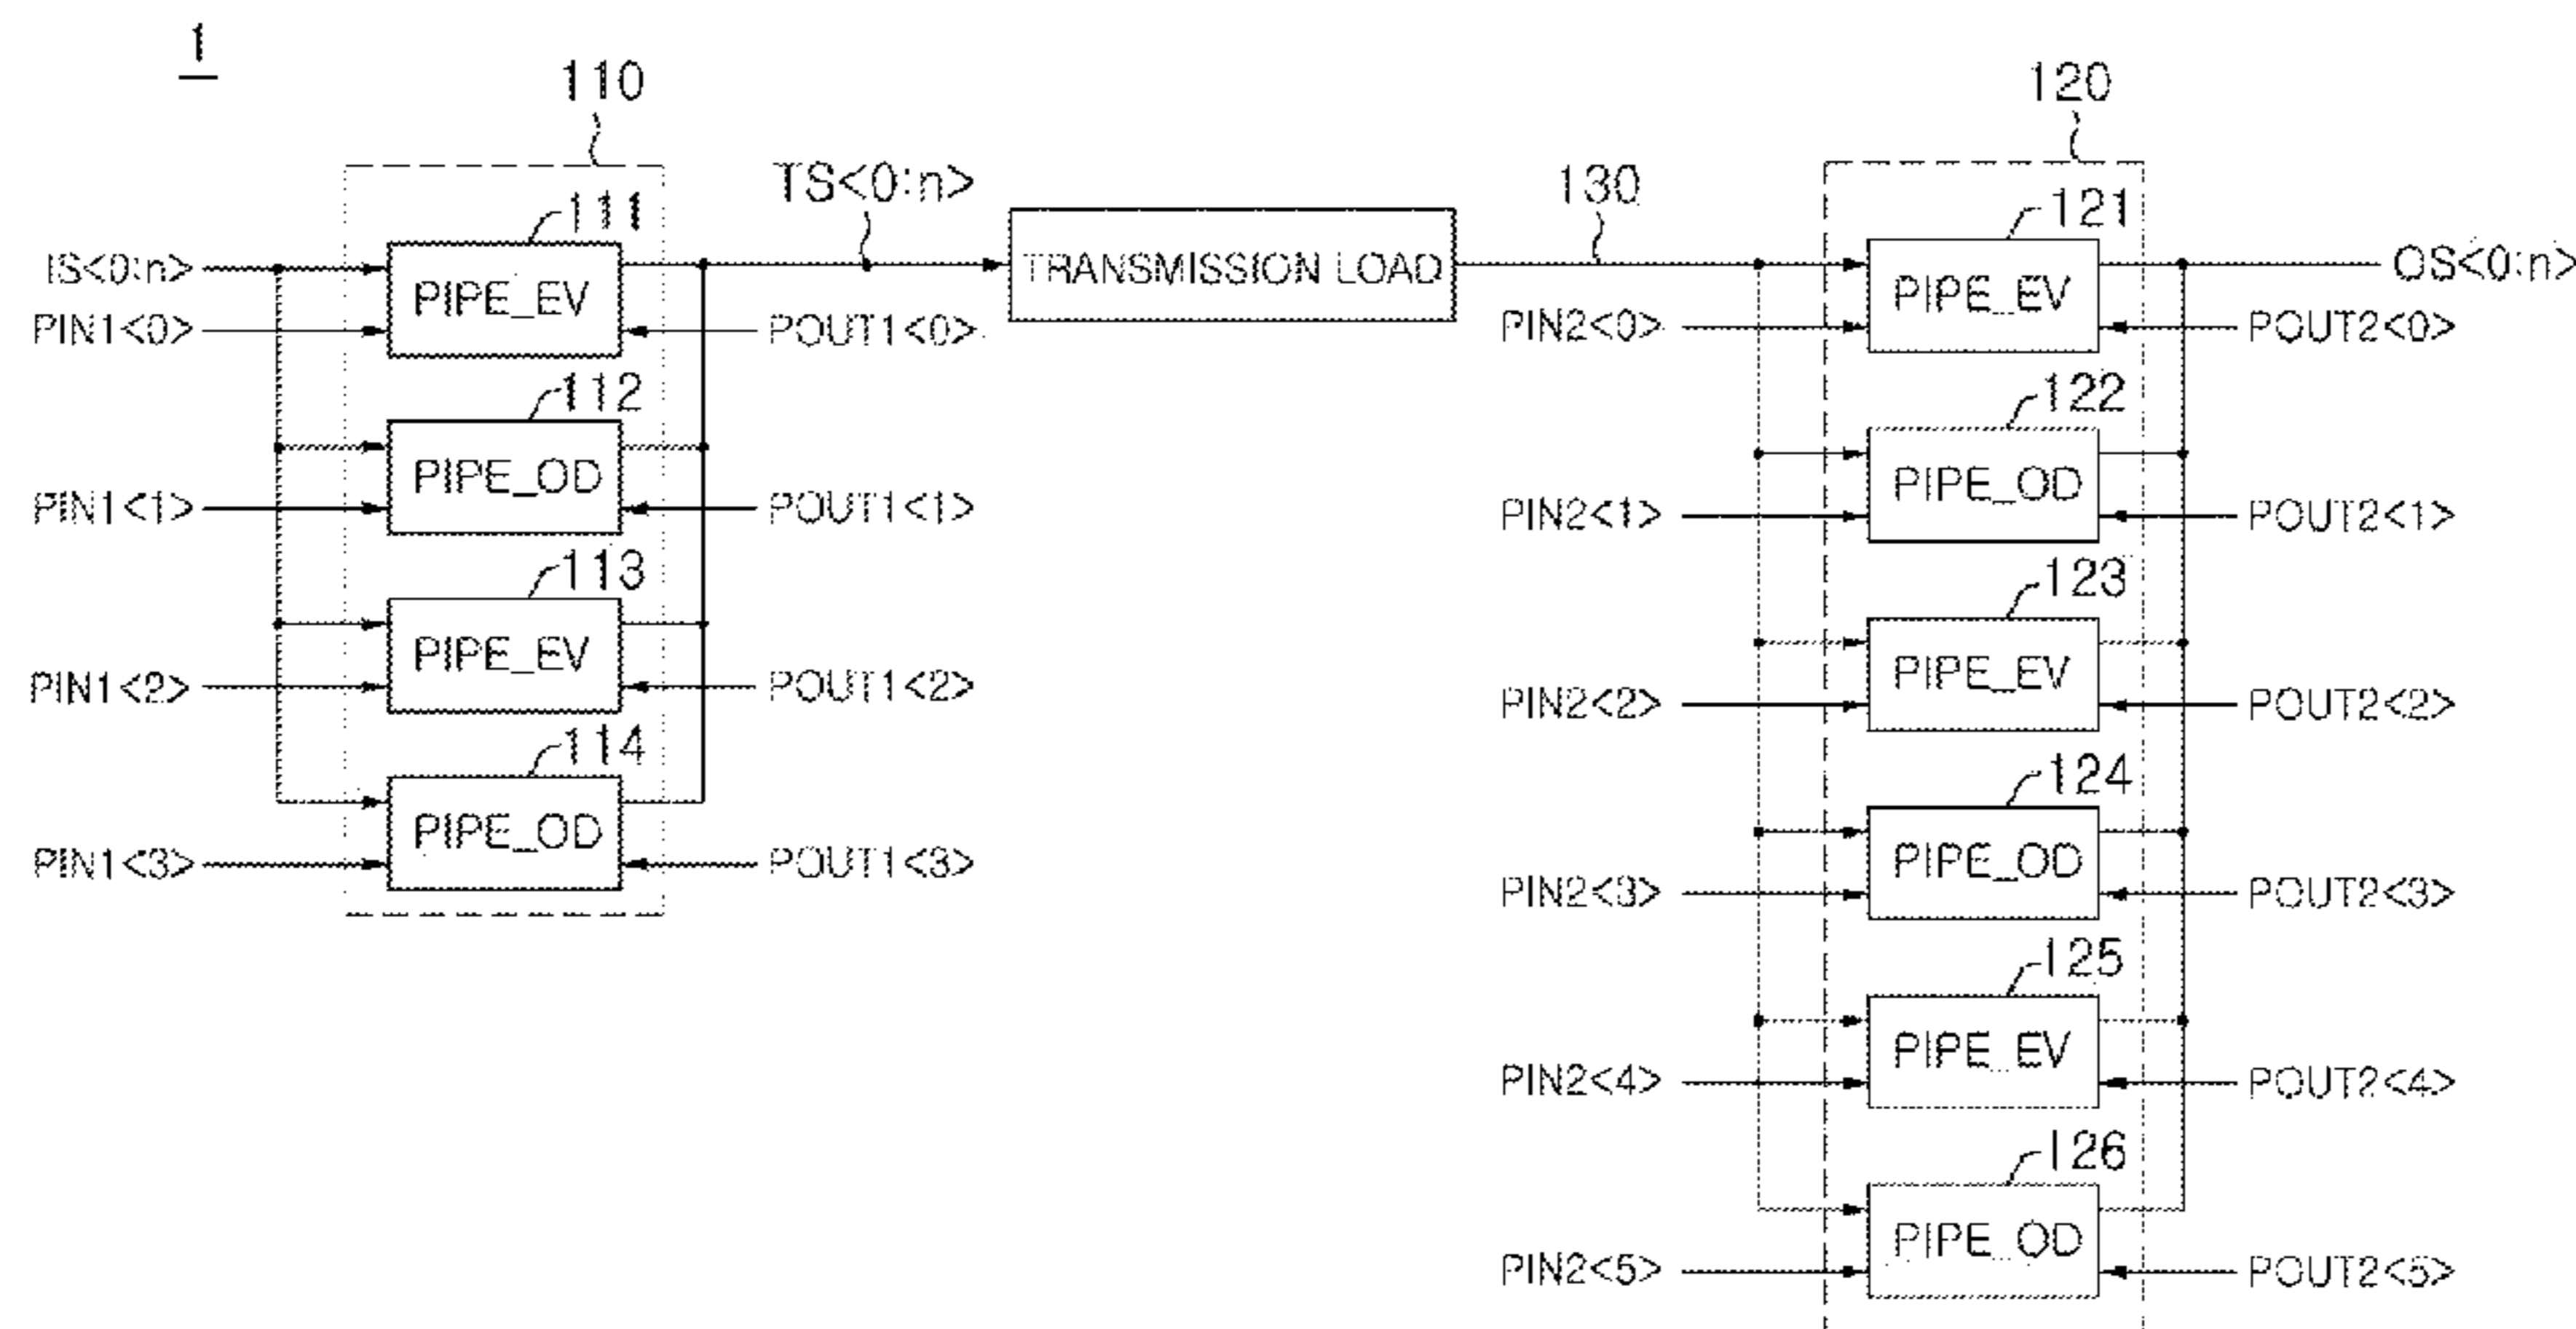 1
110
120
TS<0:n>
130
111
121
IS<0:n>
PIPE_EV
TRANSMISSION LOAD
PIPE_EV
OS<0:n>
PIN1<0>
POUT1<0>
PIN2<0>
POUT2<0>
112
122
PIPE_OD
PIPE_OD
PIN1<1>
POUT1<1>
PIN2<1>
POUT2<1>
113
123
PIPE_EV
PIPE_EV
PIN1<2>
POUT1<2>
PIN2<2>
POUT2<2>
114
124
PIPE_OD
PIPE_OD
PIN1<3>
POUT1<3>
PIN2<3>
POUT2<3>
125
PIPE_EV
PIN2<4>
POUT2<4>
126
PIPE_OD
PIN2<5>
POUT2<5>